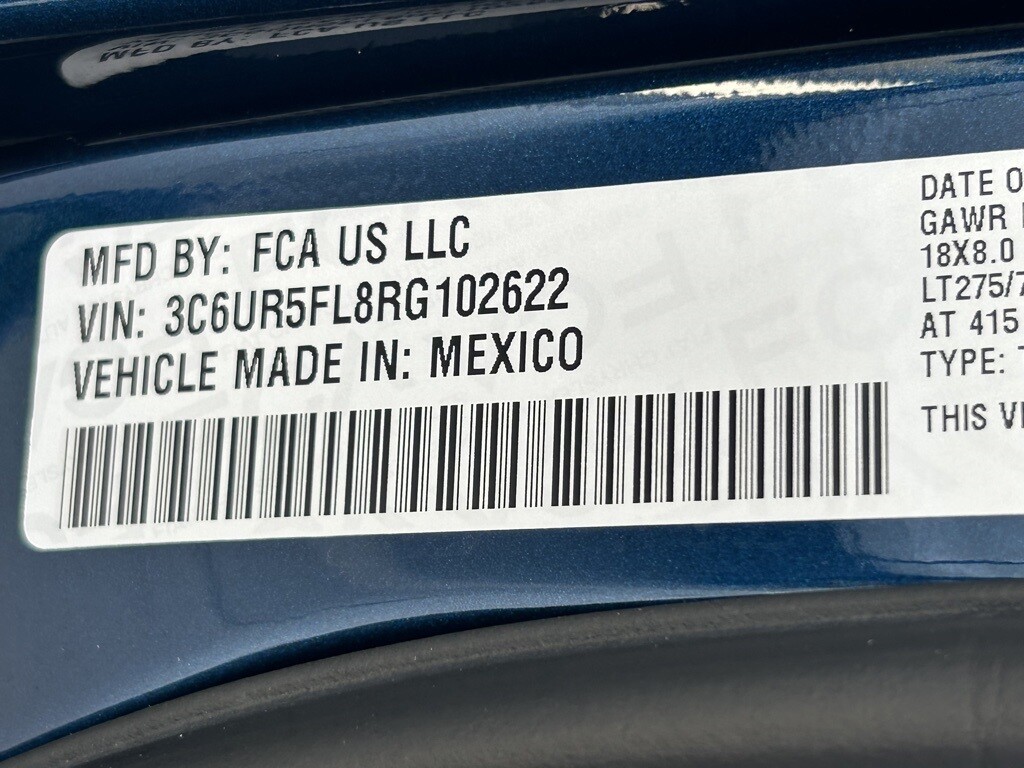 MFD BY: FCA US LLC
VIN: 3C6UR5FL8RG102622
VEHICLE MADE IN: MEXICO
DATE O
GAWR
18X8.0
LT275/7
AT 415
TYPE:
THIS VE